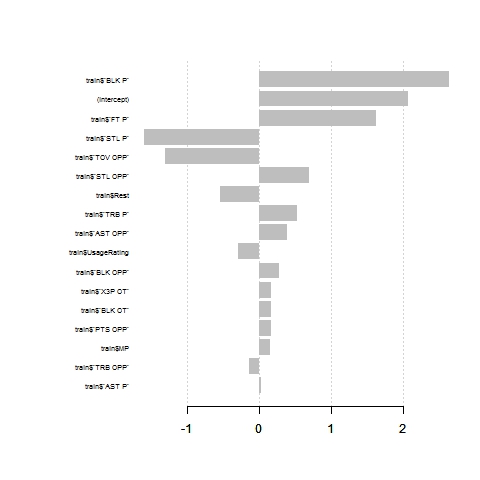 train$`BLK P`
(Intercept)
train$`FT P`
train$`STL P`
train$`TOV OPP`
train$`STL OPP`
train$Rest
train$`TRB P`
train$`AST OPP`
train$UsageRating
train$`BLK OPP`
train$`X3P OT`
train$`BLK OT`
train$`PTS OPP`
train$MP
train$`TRB OPP`
train$`AST P`
-1 0 1 2